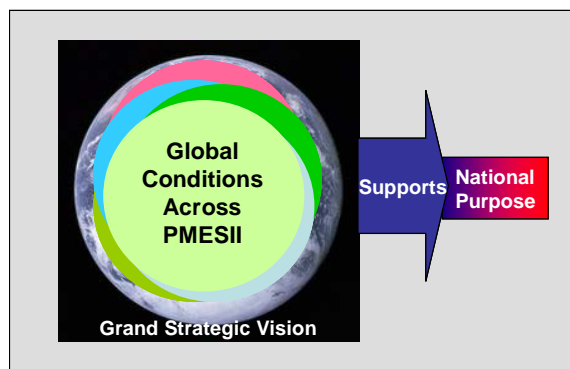 Global
Conditions
Across
PMESII
Grand Strategic Vision
Supports
National
Purpose